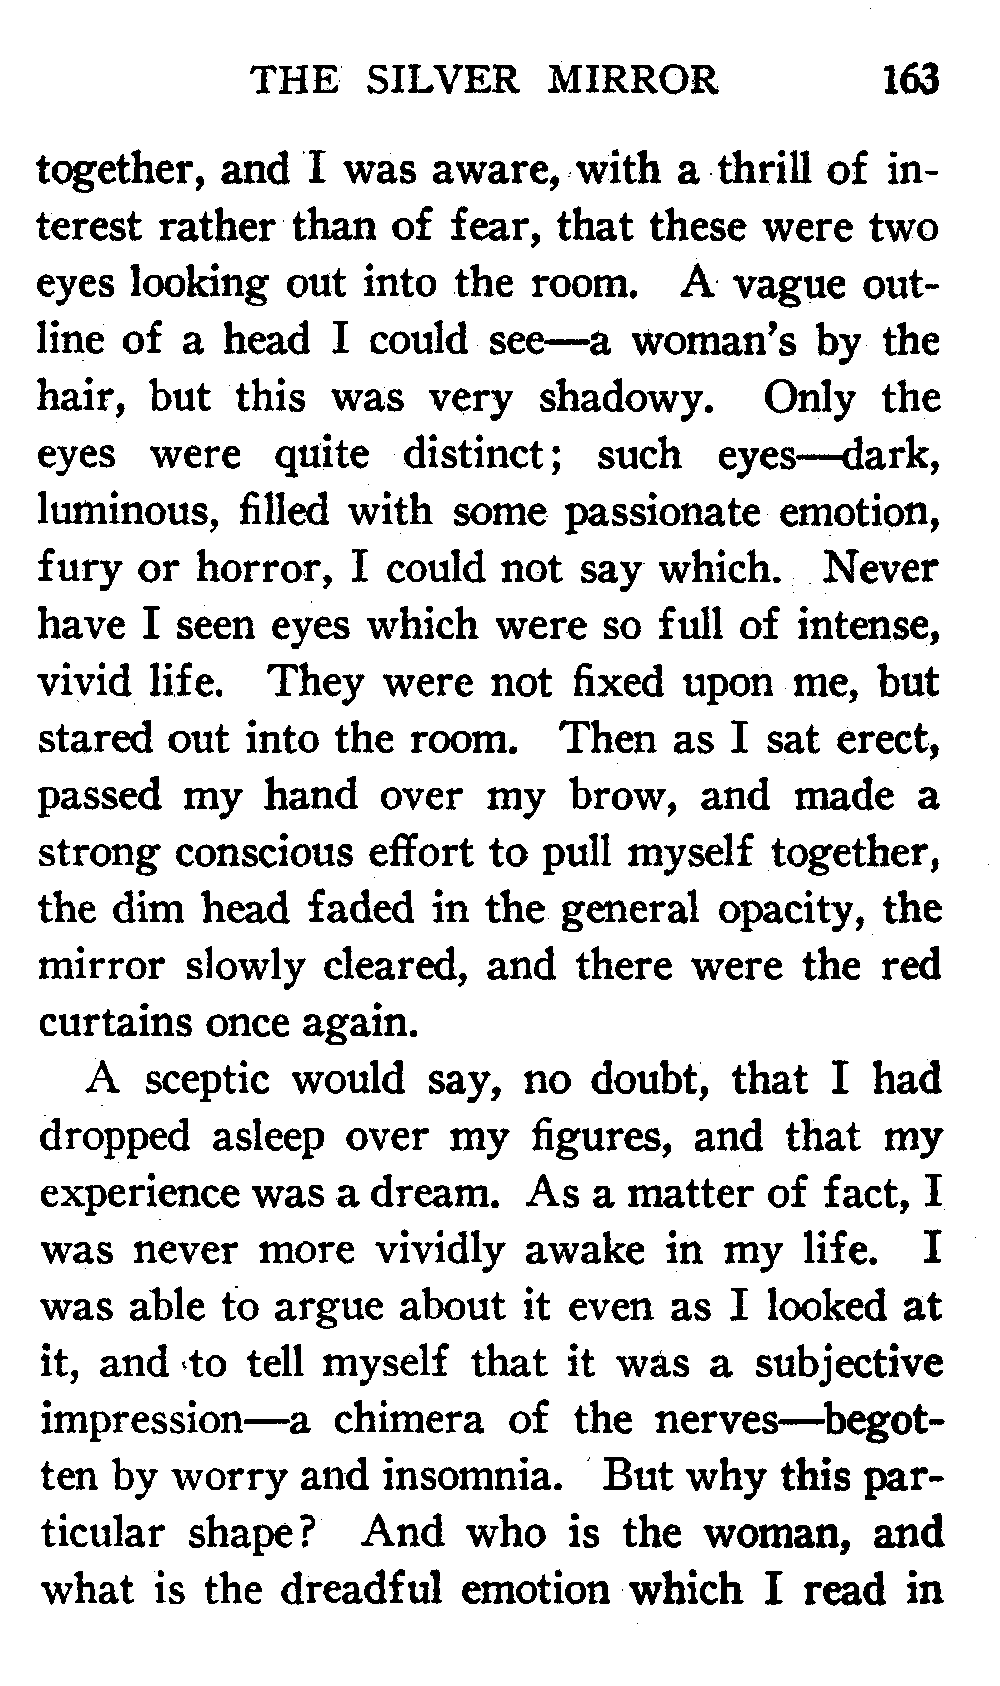 THE SILVER MIRROR 163
together, and I was aware, with a thrill of in-
terest rather than of fear, that these were two
eyes looking out into the room. A vague out-
line of a head I could see—a woman's by the
hair, but this was very shadowy. Only the
eyes were quite distinct; such eyes—dark,
luminous, filled with some passionate emotion,
fury or horror, I could not say which. Never
have I seen eyes which were so full of intense,
vivid life. They were not fixed upon me, but
stared out into the room. Then as I sat erect,
passed my hand over my brow, and made a
strong conscious effort to pull myself together,
the dim head faded in the general opacity, the
mirror slowly cleared, and there were the red
curtains once again.
A sceptic would say, no doubt, that I had
dropped asleep over my figures, and that my
experience was a dream. As a matter of fact, I
was never more vividly awake in my life. I
was able to argue about it even as I looked at
it, and to tell myself that it was a subjective
impression—a chimera of the nerves—begot-
ten by worry and insomnia. But why this par-
ticular shape? And who is the woman, and
what is the dreadful emotion which I read in